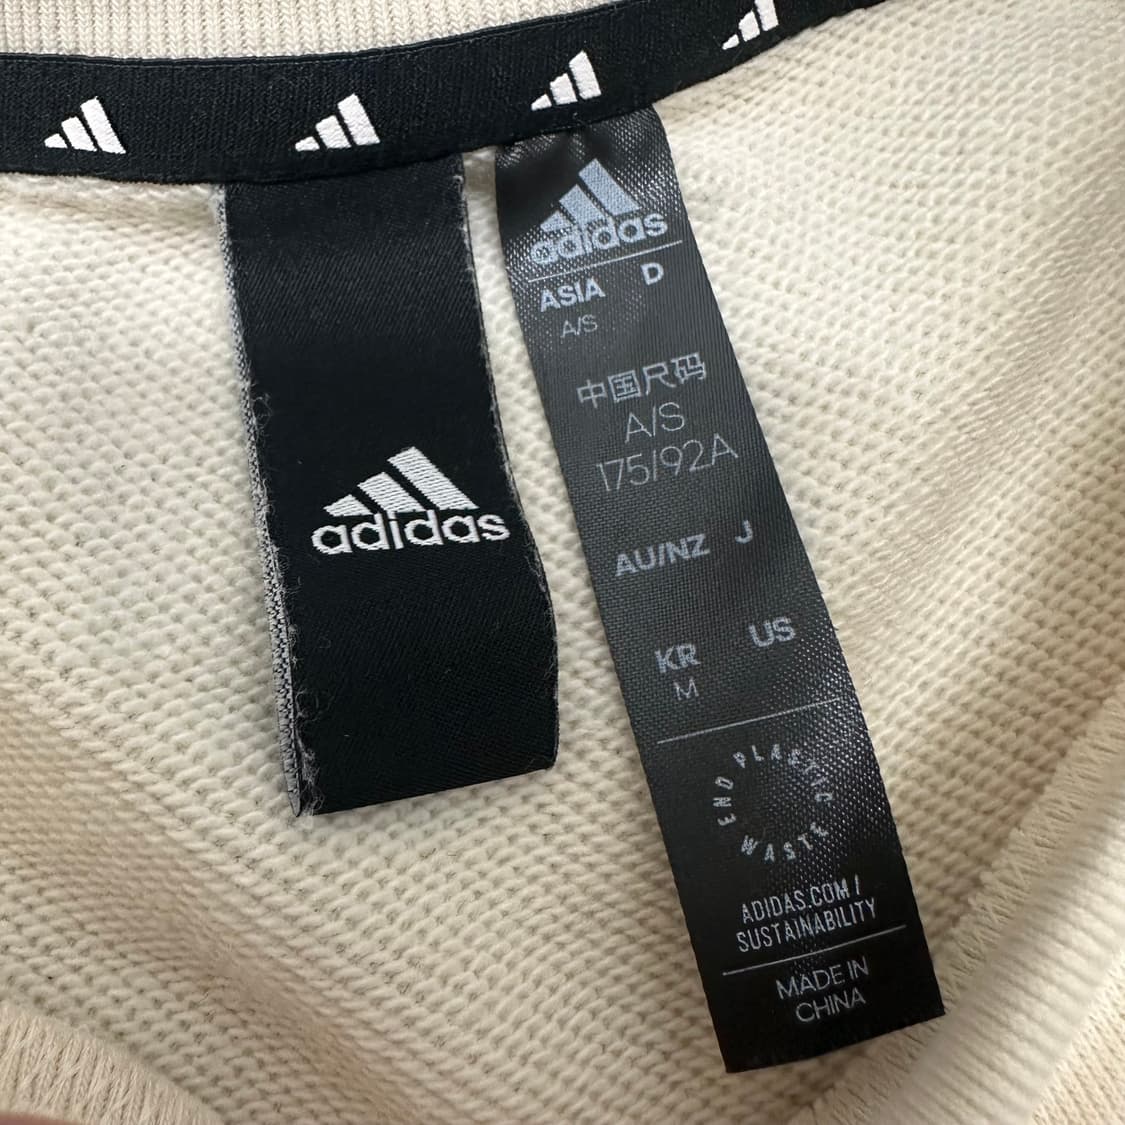 adidas
adidas
ASIA D
A/S
中国尺码
A/S
175/92A
AU/NZ J
KR US
M
END PLASTIC WASTE
ADIDAS.COM /
SUSTAINABILITY
MADE IN
CHINA